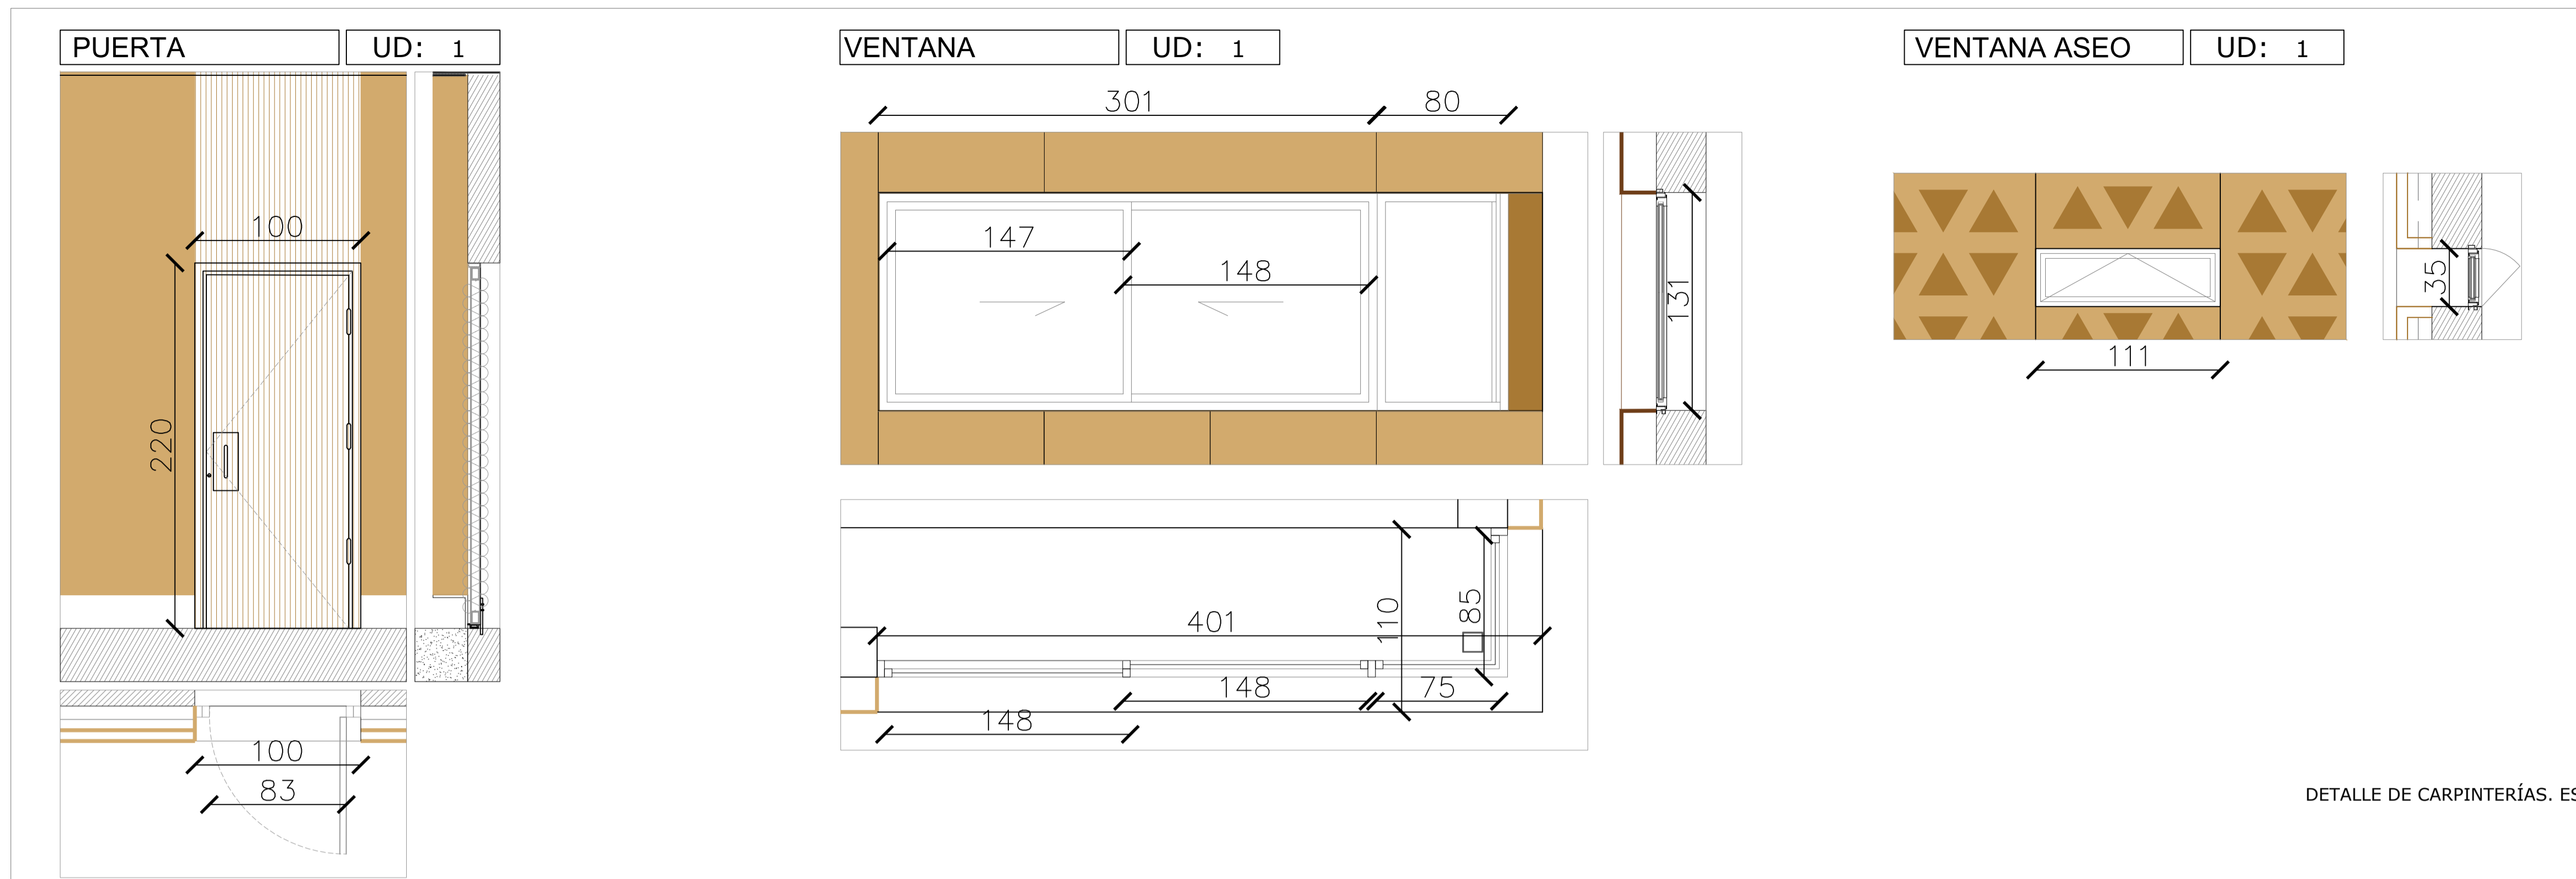 PUERTA
UD: 1
100
220
100
83
VENTANA
UD: 1
301
80
147
148
131
401
110
85
148
75
148
VENTANA ASEO
UD: 1
35
111
DETALLE DE CARPINTERÍAS. ES